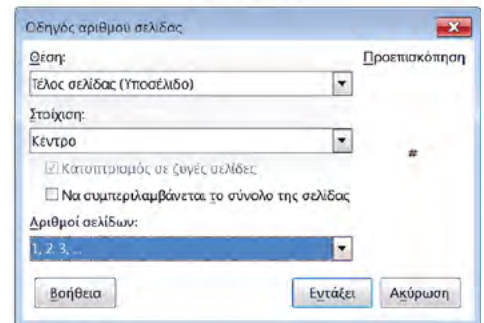 Οδηγός αριθμού σελίδας
Θέση:
Προεπισκόπηση
Τέλος σελίδας (Υποσέλιδο)
Στοίχιση:
Κέντρο
#
Κατοπτρισμός σε ζυγές σελίδες
Να συμπεριλαμβάνεται το σύνολο της σελίδας
Αριθμοί σελίδων:
1, 2, 3, ...
Βοήθεια
Εντάξει
Ακύρωση